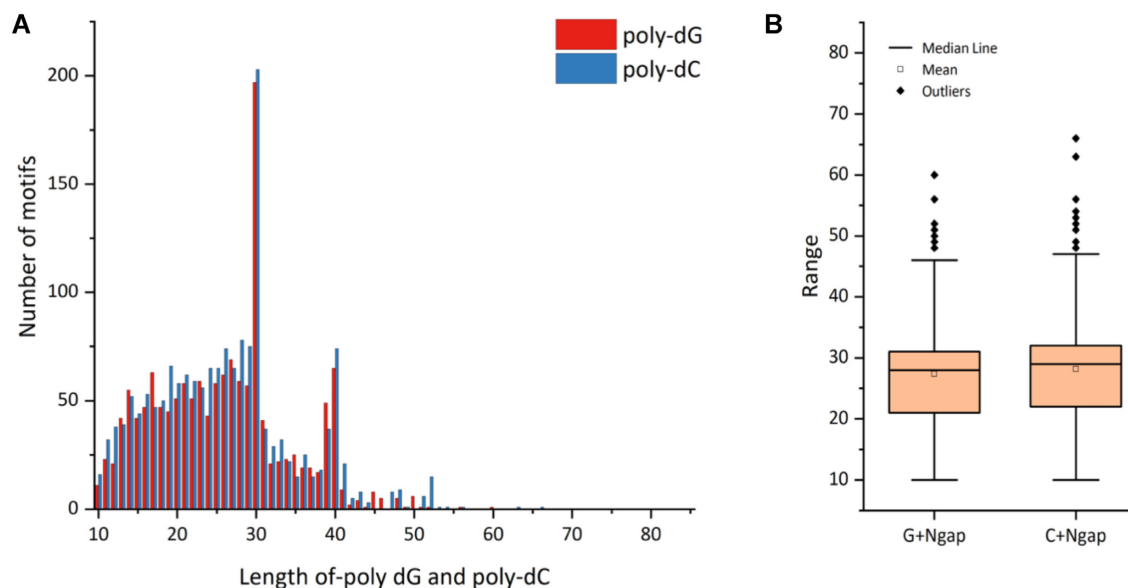 A
poly-dG
poly-dC
200
150
100
50
0
Number of motifs
10 20 30 40 50 60 70 80
Length of-poly dG and poly-dC
B
Median Line
Mean
Outliers
80
70
60
50
40
30
20
10
Range
G+Ngap C+Ngap